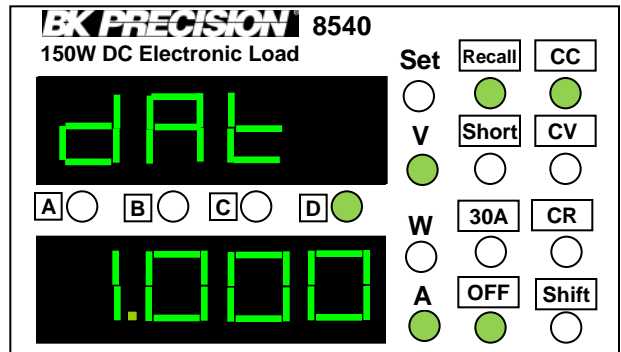 BK PRECISION 8540
150W DC Electronic Load
Set Recall CC
dAt
V Short CV
A B C D
W 30A CR
1.000
A OFF Shift